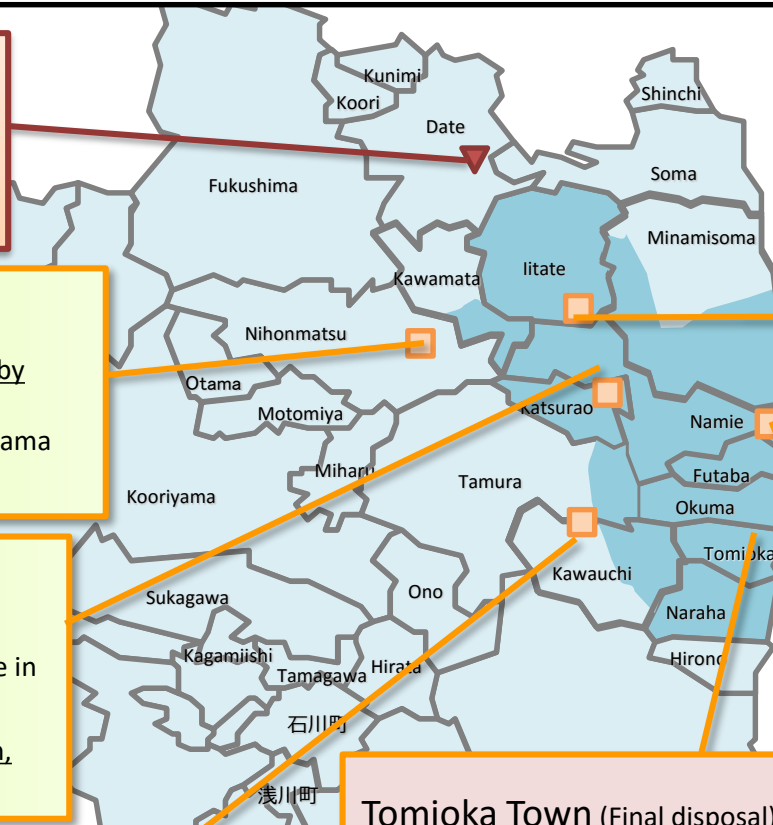 Kunimi
Koori
Shinchi
Date
Soma
Fukushima
Minamisoma
Iitate
Kawamata
Nihonmatsu
by
Otama
Katsurao
Motomiya
Namie
ama
Miharu
Tamura
Futaba
Kooriyama
Okuma
Tomioka
Kawauchi
Ono
Sukagawa
Naraha
Kagamiishi
Hirono
e in
Tamagawa
Hirata
石川町
n,
浅川町
Tomioka Town (Final disposal)